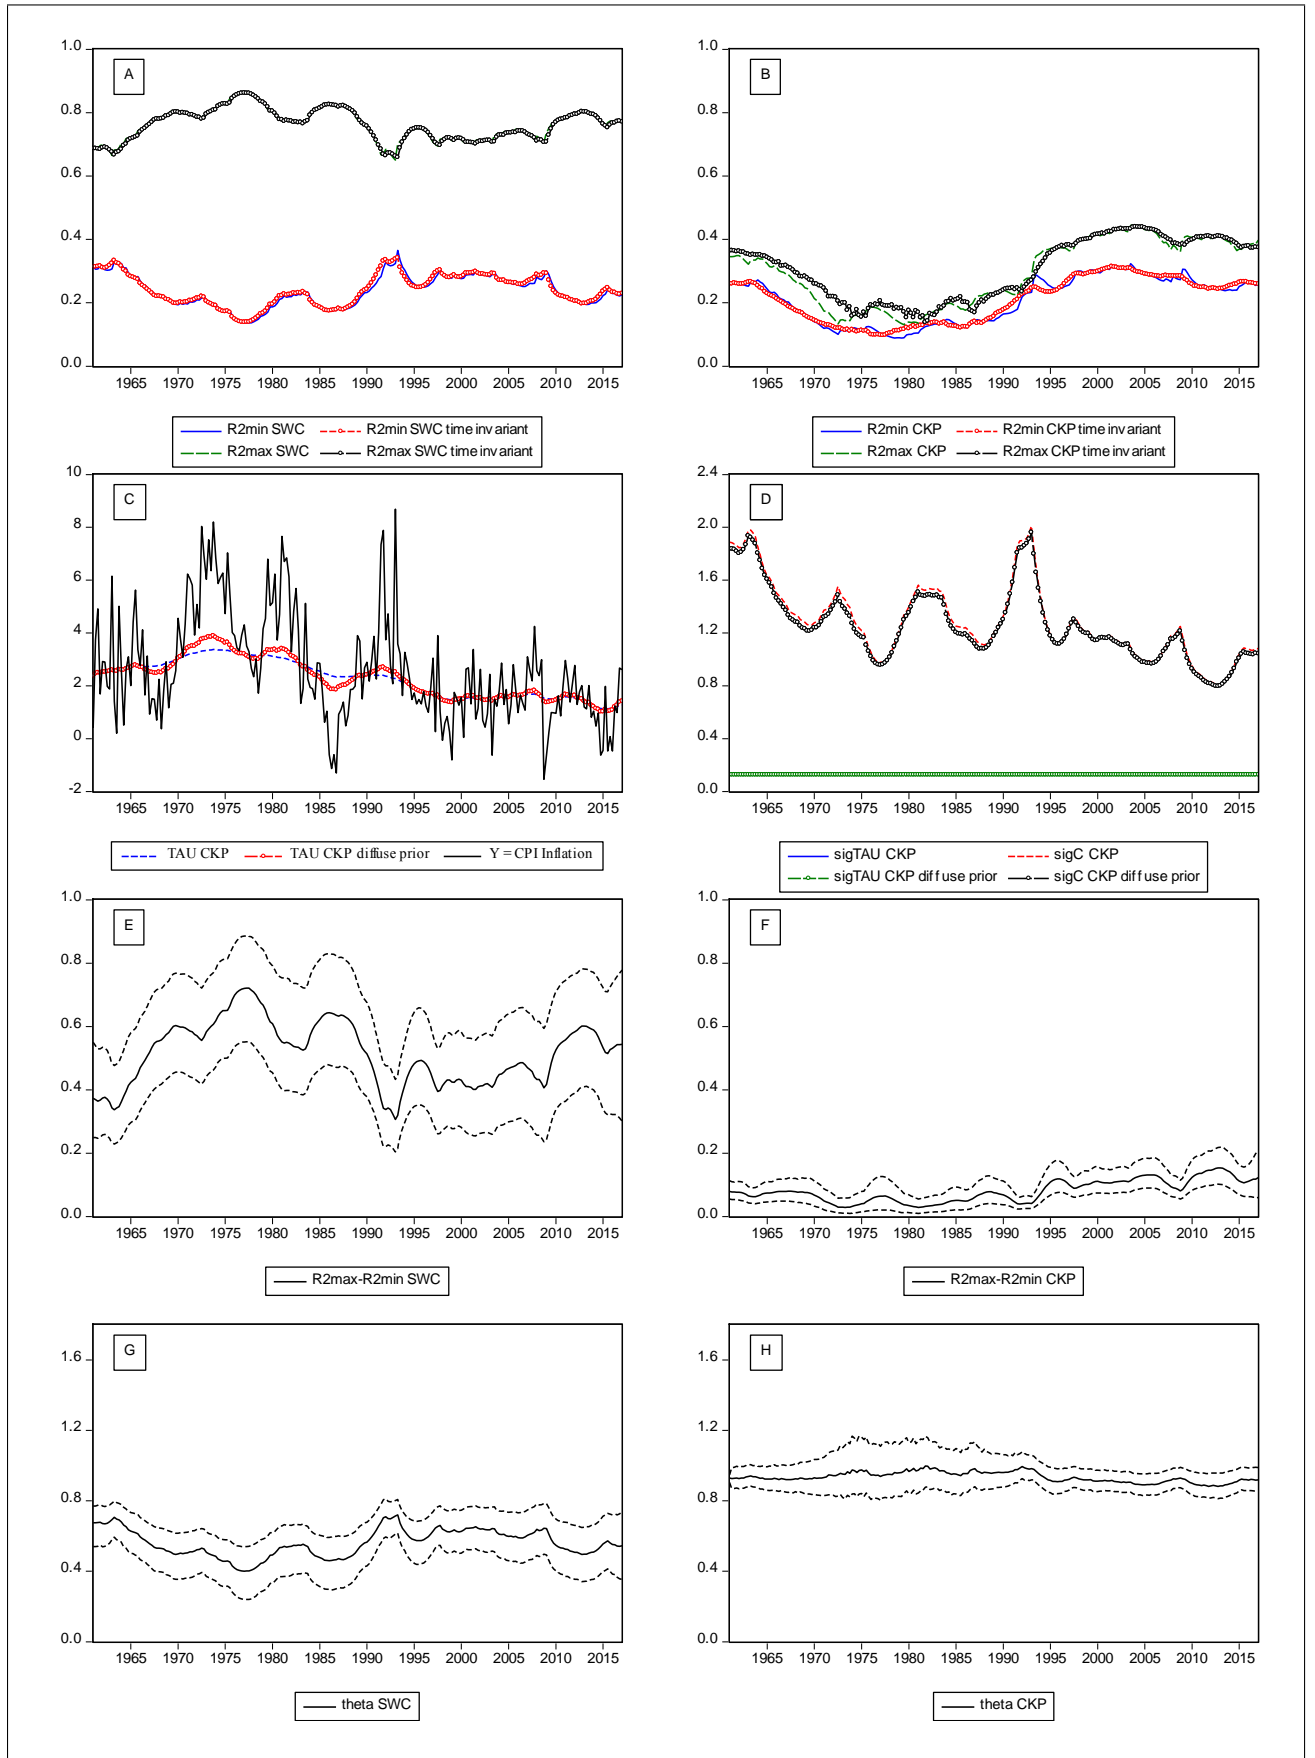 A
1.0
0.8
0.6
0.4
0.2
0.0
1965 1970 1975 1980 1985 1990 1995 2000 2005 2010 2015
R2min SWC R2min SWC time invariant
R2max SWC R2max SWC time invariant
B
1.0
0.8
0.6
0.4
0.2
0.0
1965 1970 1975 1980 1985 1990 1995 2000 2005 2010 2015
R2min CKP R2min CKP time invariant
R2max CKP R2max CKP time invariant
C
10
8
6
4
2
0
-2
1965 1970 1975 1980 1985 1990 1995 2000 2005 2010 2015
TAU CKP TAU CKP diffuse prior Y = CPI Inflation
D
2.4
2.0
1.6
1.2
0.8
0.4
0.0
1965 1970 1975 1980 1985 1990 1995 2000 2005 2010 2015
sigTAU CKP sigC CKP
sigTAU CKP diffuse prior sigC CKP diffuse prior
E
1.0
0.8
0.6
0.4
0.2
0.0
1965 1970 1975 1980 1985 1990 1995 2000 2005 2010 2015
R2max-R2min SWC
F
1.0
0.8
0.6
0.4
0.2
0.0
1965 1970 1975 1980 1985 1990 1995 2000 2005 2010 2015
R2max-R2min CKP
G
1.6
1.2
0.8
0.4
0.0
1965 1970 1975 1980 1985 1990 1995 2000 2005 2010 2015
theta SWC
H
1.6
1.2
0.8
0.4
0.0
1965 1970 1975 1980 1985 1990 1995 2000 2005 2010 2015
theta CKP